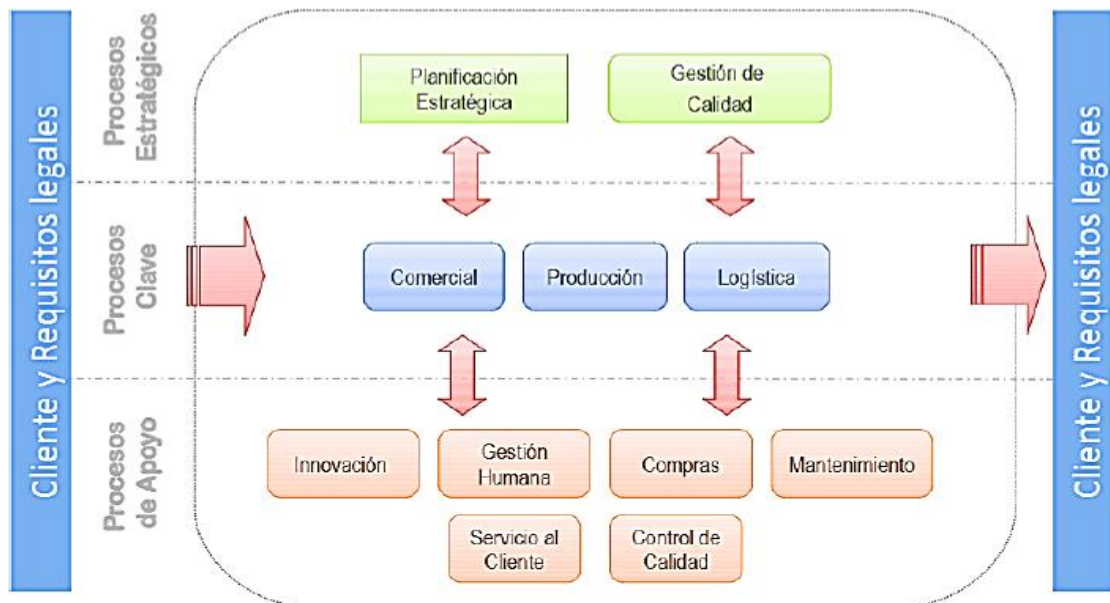 Cliente y Requisitos legales
Procesos
Estratégicos
Planificación
Estratégica
Gestión de
Calidad
Procesos
Clave
Comercial
Producción
Logística
Procesos
de Apoyo
Innovación
Gestión
Humana
Compras
Mantenimiento
Servicio al
Cliente
Control de
Calidad
Cliente y Requisitos legales